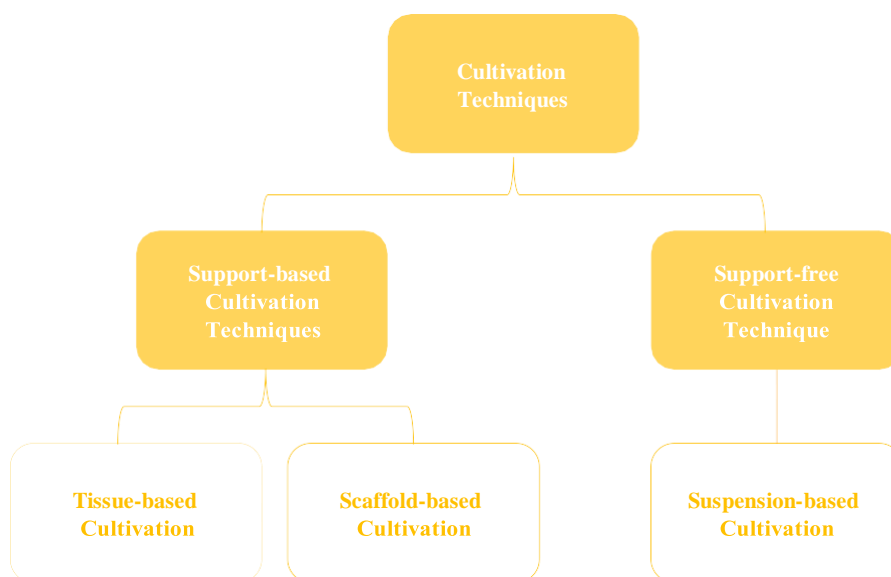 Cultivation
Techniques
Support-based
Cultivation
Techniques
Support-free
Cultivation
Technique
Tissue-based
Cultivation
Scaffold-based
Cultivation
Suspension-based
Cultivation